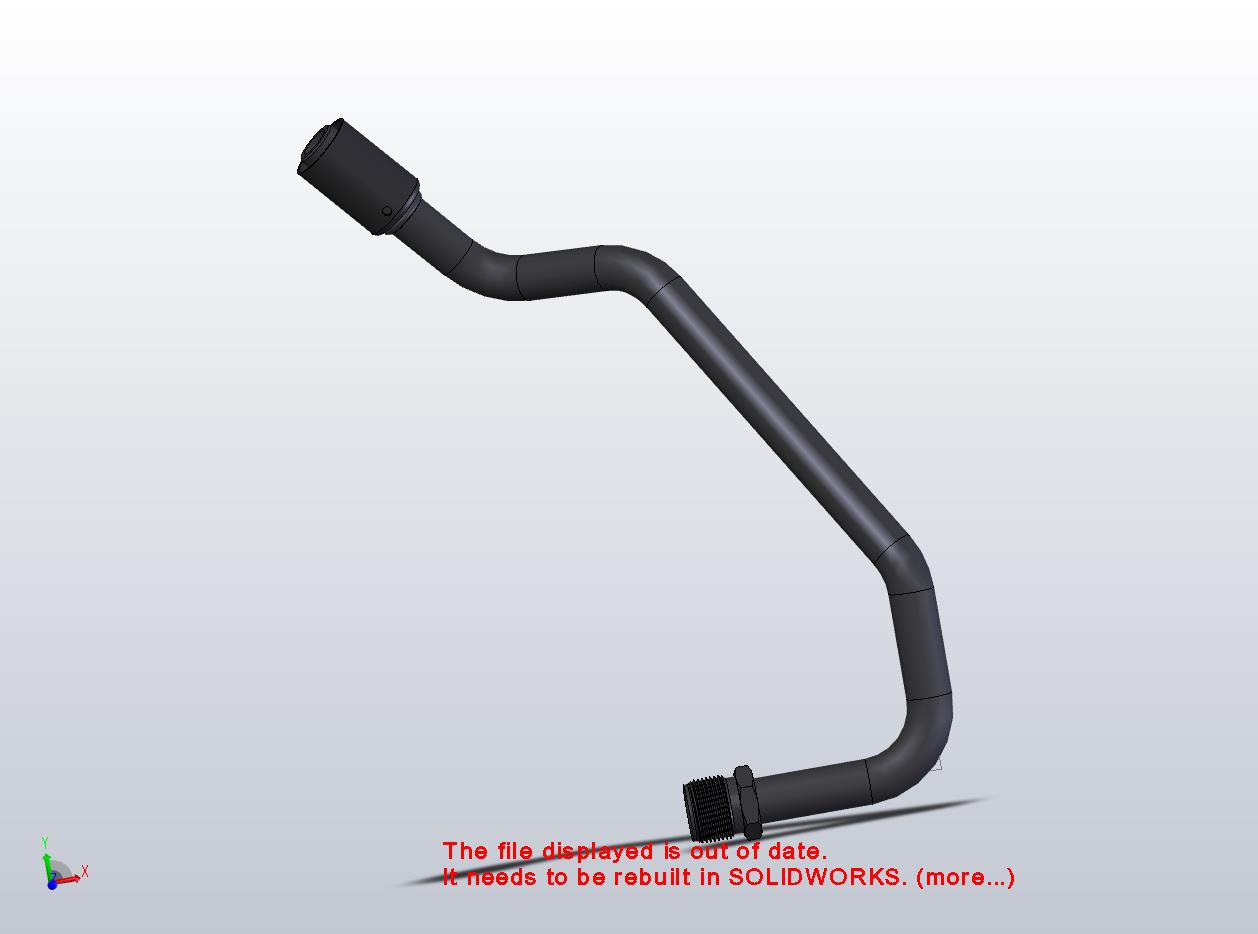 The file displayed is out of date.
It needs to be rebuilt in SOLIDWORKS. (more...)
Y
X
Z